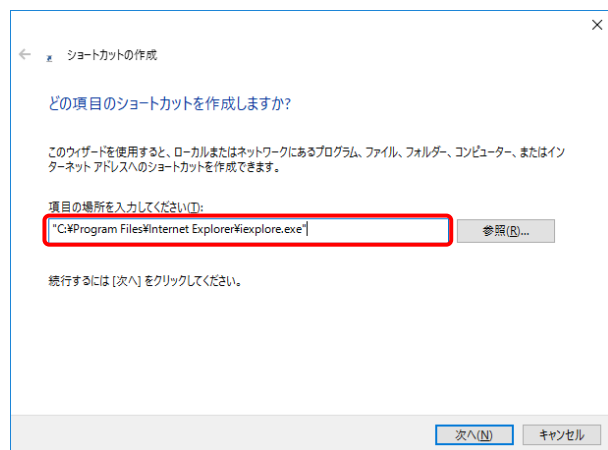 ショートカットの作成
どの項目のショートカットを作成しますか?
このウィザードを使用すると、ローカルまたはネットワークにあるプログラム、ファイル、フォルダー、コンピューター、またはイン
ターネット アドレスへのショートカットを作成できます。
項目の場所を入力してください(T):
"C:¥Program Files¥Internet Explorer¥iexplore.exe"
参照(R)...
続行するには [次へ] をクリックしてください。
次へ(N)
キャンセル